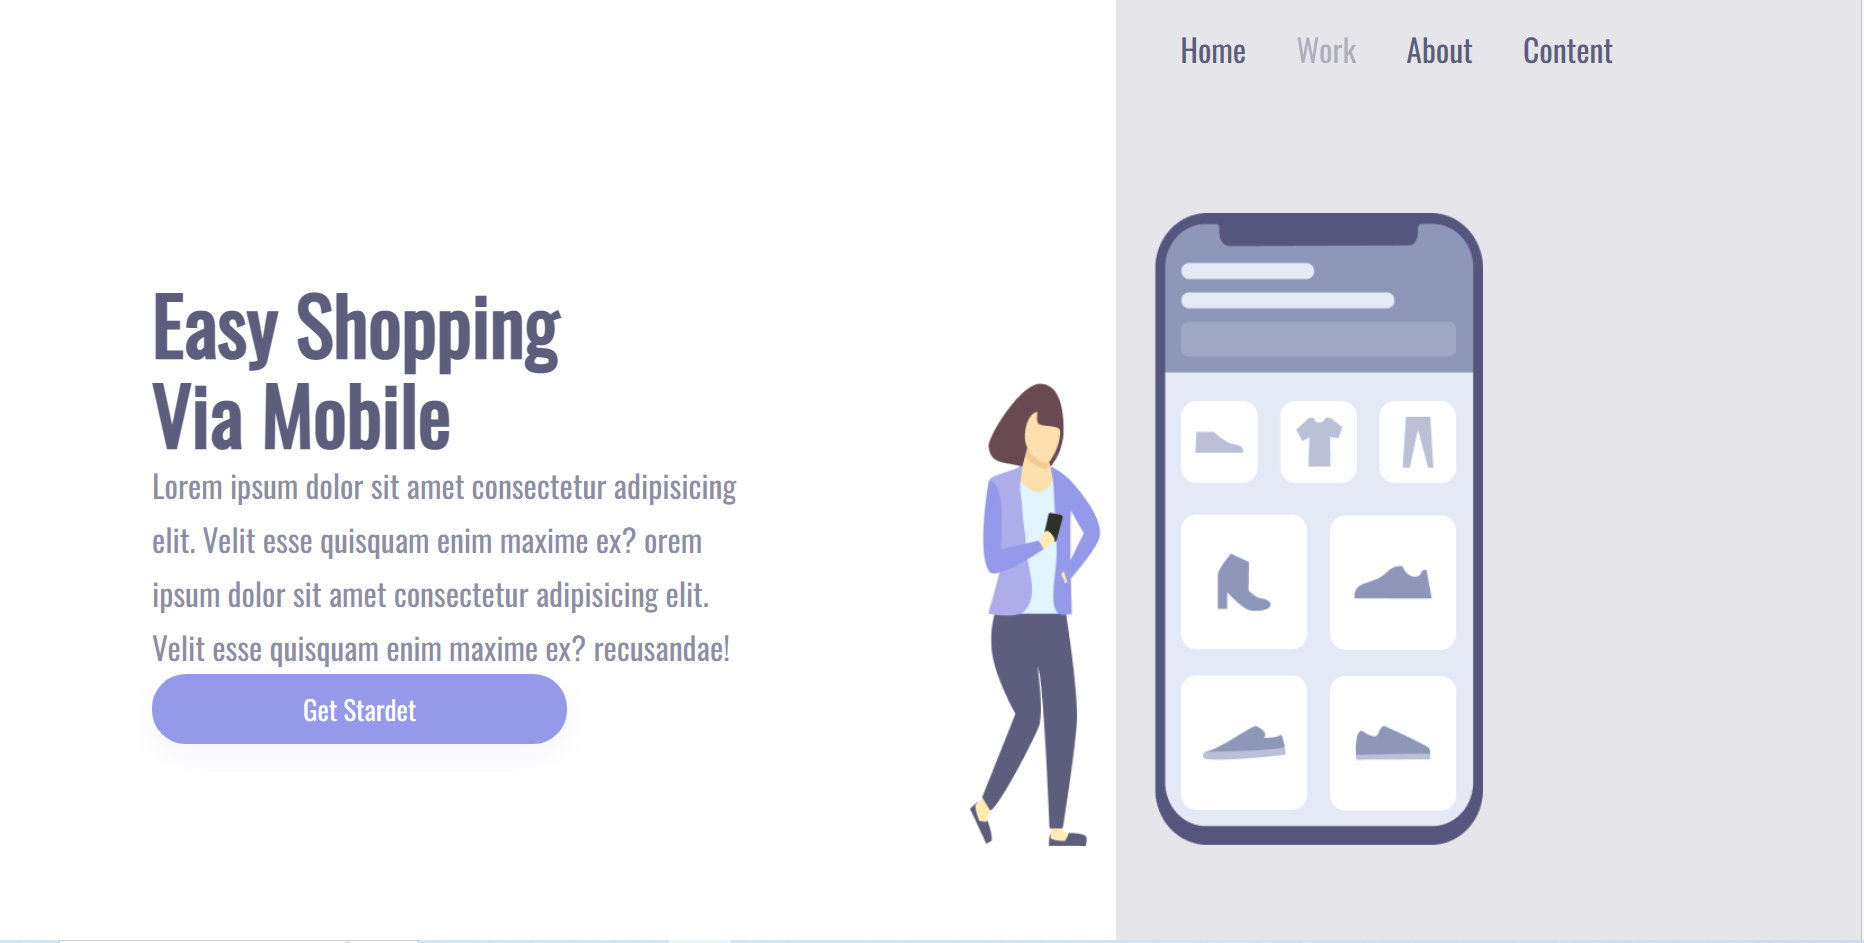 Home Work About Content
Easy Shopping
Via Mobile
Lorem ipsum dolor sit amet consectetur adipisicing
elit. Velit esse quisquam enim maxime ex? orem
ipsum dolor sit amet consectetur adipisicing elit.
Velit esse quisquam enim maxime ex? recusandae!
Get Stardet